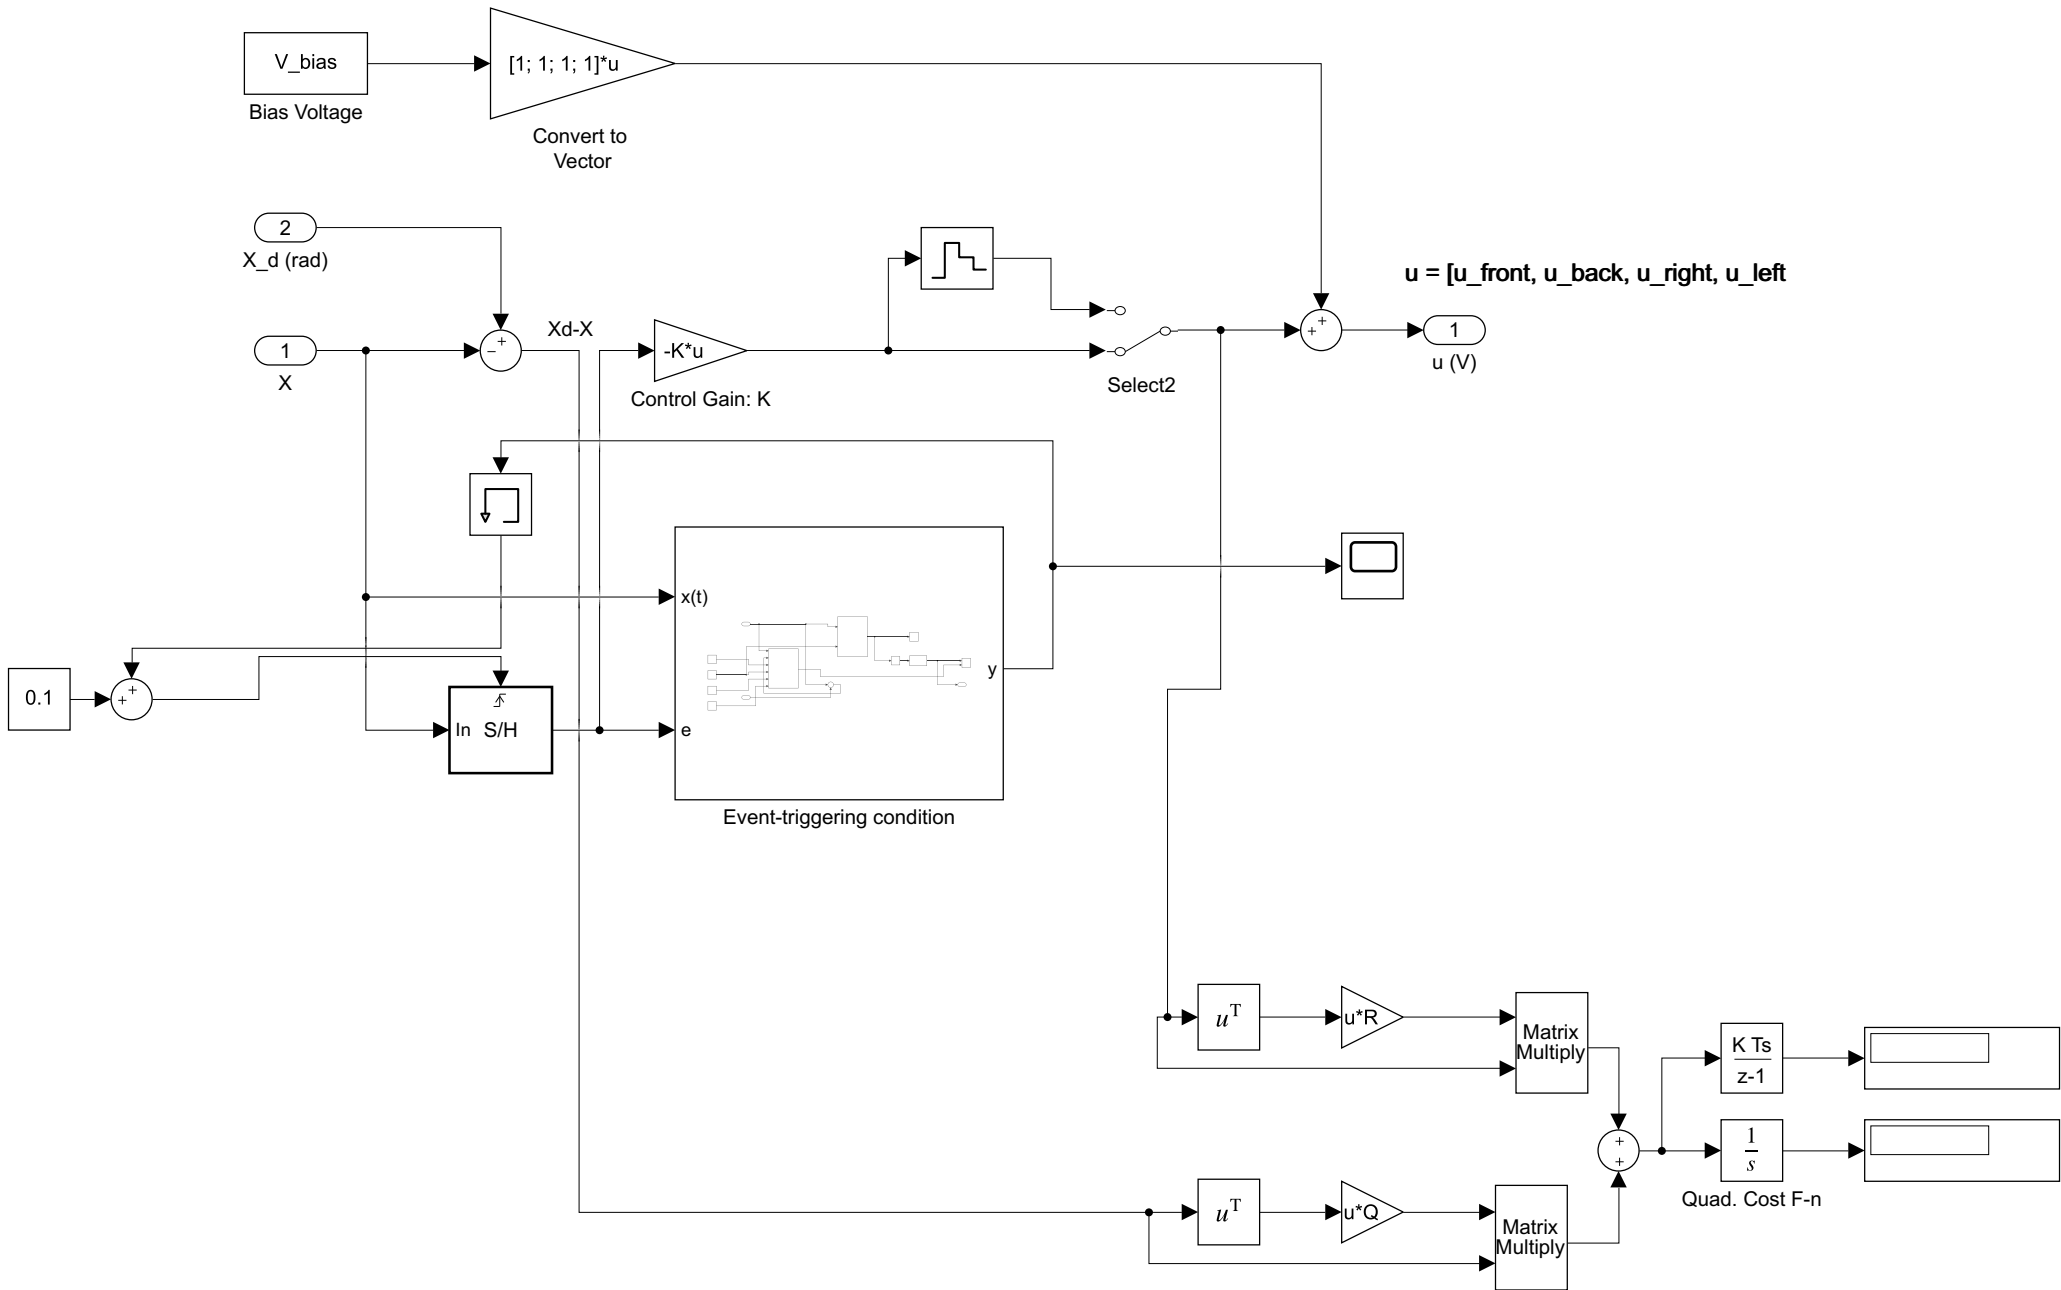 V_bias
Bias Voltage
[1; 1; 1; 1]*u
Convert to
Vector
2
X_d (rad)
+
−
Xd-X
1
X
-K*u
Control Gain: K
Select2
+
+
u = [u_front, u_back, u_right, u_left
1
u (V)
x(t)
e
y
Event-triggering condition
0.1
+
+
In
S/H
u^T
u*R
Matrix
Multiply
K Ts
z-1
+
+
1
s
Quad. Cost F-n
u^T
u*Q
Matrix
Multiply